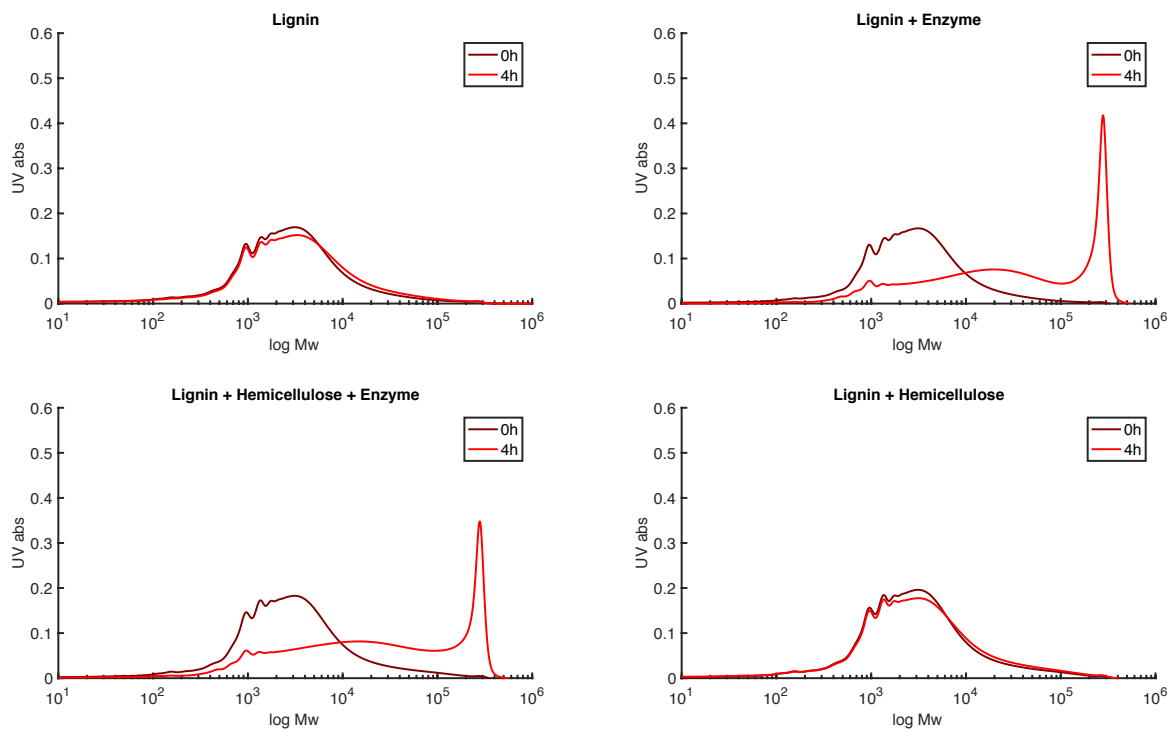 Lignin
0.6
0.5
0.4
0.3
0.2
0.1
0
UV abs
10^1 10^2 10^3 10^4 10^5 10^6
log Mw
0h
4h
Lignin + Enzyme
0.6
0.5
0.4
0.3
0.2
0.1
0
UV abs
10^1 10^2 10^3 10^4 10^5 10^6
log Mw
0h
4h
Lignin + Hemicellulose + Enzyme
0.6
0.5
0.4
0.3
0.2
0.1
0
UV abs
10^1 10^2 10^3 10^4 10^5 10^6
log Mw
0h
4h
Lignin + Hemicellulose
0.6
0.5
0.4
0.3
0.2
0.1
0
UV abs
10^1 10^2 10^3 10^4 10^5 10^6
log Mw
0h
4h